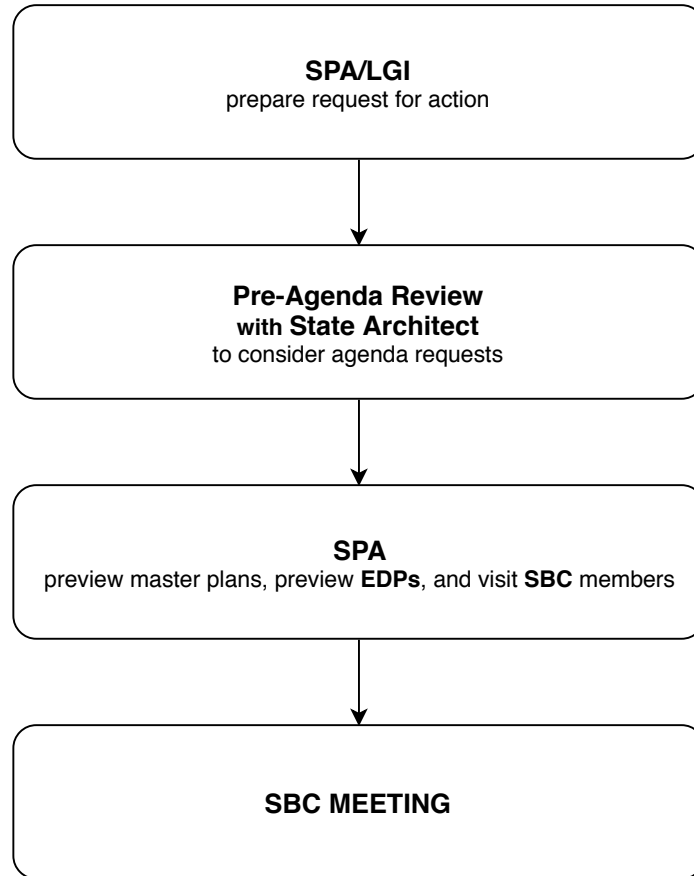 SPA/LGI
prepare request for action
Pre-Agenda Review
with State Architect
to consider agenda requests
SPA
preview master plans, preview EDPs, and visit SBC members
SBC MEETING